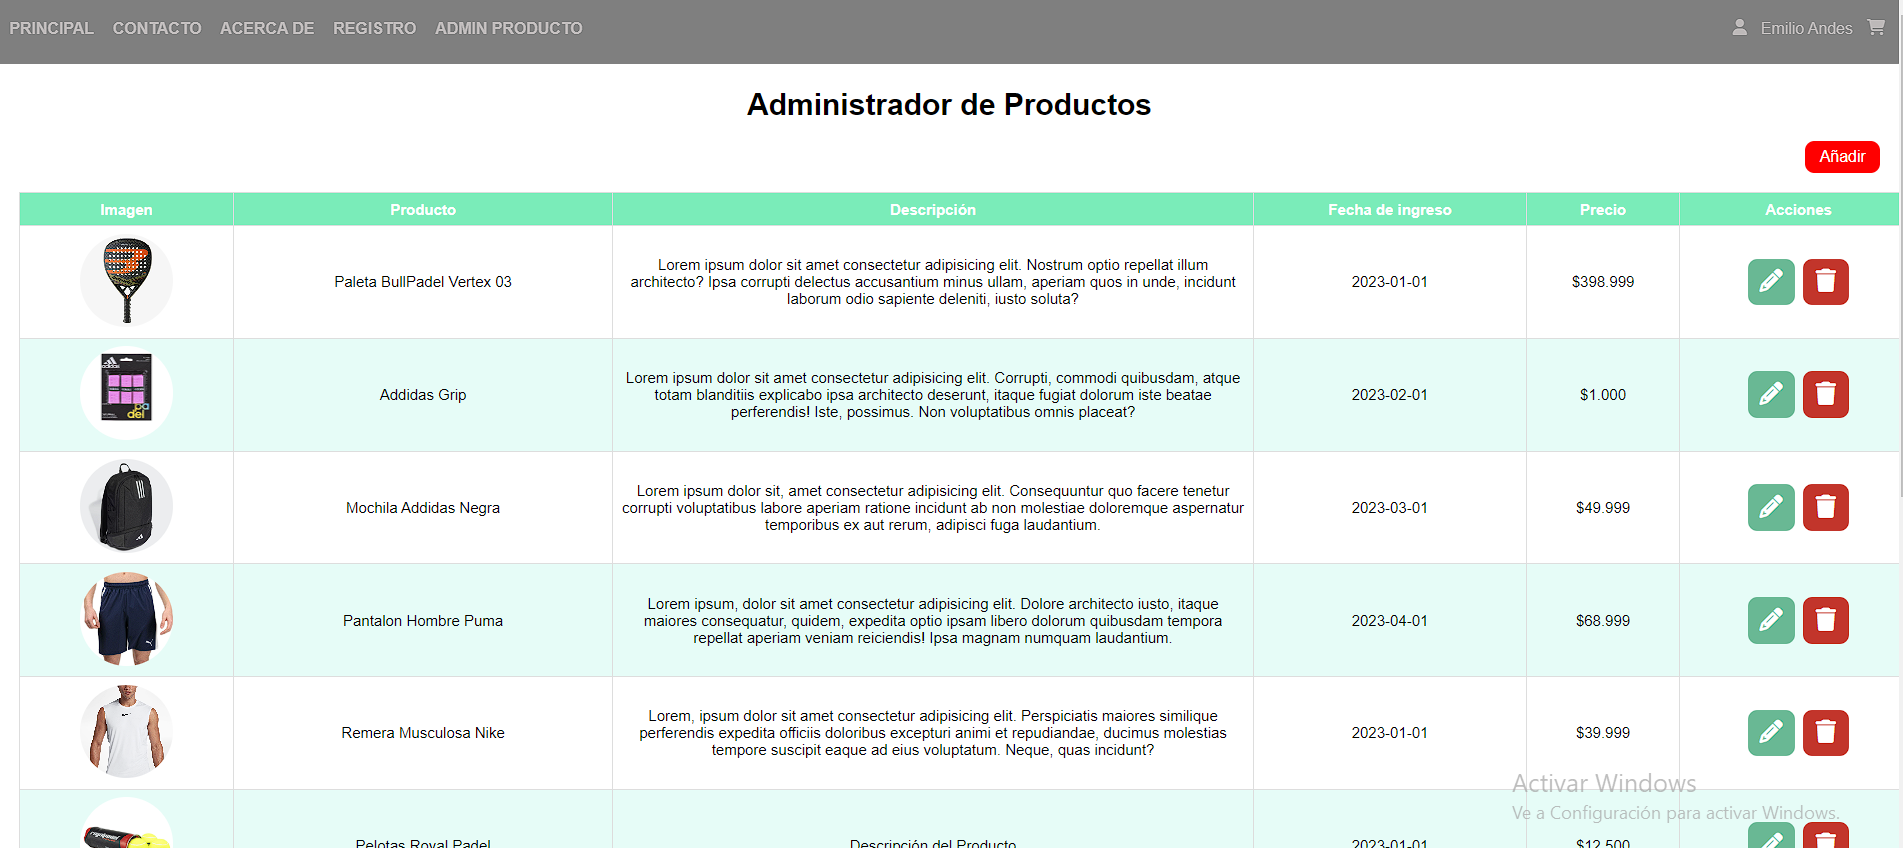 PRINCIPAL CONTACTO ACERCA DE REGISTRO ADMIN PRODUCTO Emilio Andes
Administrador de Productos
Añadir
Imagen Producto Descripción Fecha de ingreso Precio Acciones
Lorem ipsum dolor sit amet consectetur adipisicing elit. Nostrum optio repellat illum
Paleta BullPadel Vertex 03 architecto? Ipsa corrupti delectus accusantium minus ullam, aperiam quos in unde, incidunt 2023-01-01 $398.999
laborum odio sapiente deleniti, iusto soluta?
adidas
pa
del
Lorem ipsum dolor sit amet consectetur adipisicing elit. Corrupti, commodi quibusdam, atque
Addidas Grip totam blanditiis explicabo ipsa architecto deserunt, itaque fugiat dolorum iste beatae 2023-02-01 $1.000
perferendis! Iste, possimus. Non voluptatibus omnis placeat?
Lorem ipsum dolor sit, amet consectetur adipisicing elit. Consequuntur quo facere tenetur
Mochila Addidas Negra corrupti voluptatibus labore aperiam ratione incidunt ab non molestiae doloremque aspernatur 2023-03-01 $49.999
temporibus ex aut rerum, adipisci fuga laudantium.
Lorem ipsum, dolor sit amet consectetur adipisicing elit. Dolore architecto iusto, itaque
Pantalon Hombre Puma maiores consequatur, quidem, expedita optio ipsam libero dolorum quibusdam tempora 2023-04-01 $68.999
repellat aperiam veniam reiciendis! Ipsa magnam numquam laudantium.
Lorem, ipsum dolor sit amet consectetur adipisicing elit. Perspiciatis maiores similique
Remera Musculosa Nike perferendis expedita officiis doloribus excepturi animi et repudiandae, ducimus molestias 2023-01-01 $39.999
tempore suscipit eaque ad eius voluptatum. Neque, quas incidunt?
Activar Windows
Ve a Configuración para activar Windows.
Pelotas Royal Padel Descripción del Producto 2023-01-01 $12.500